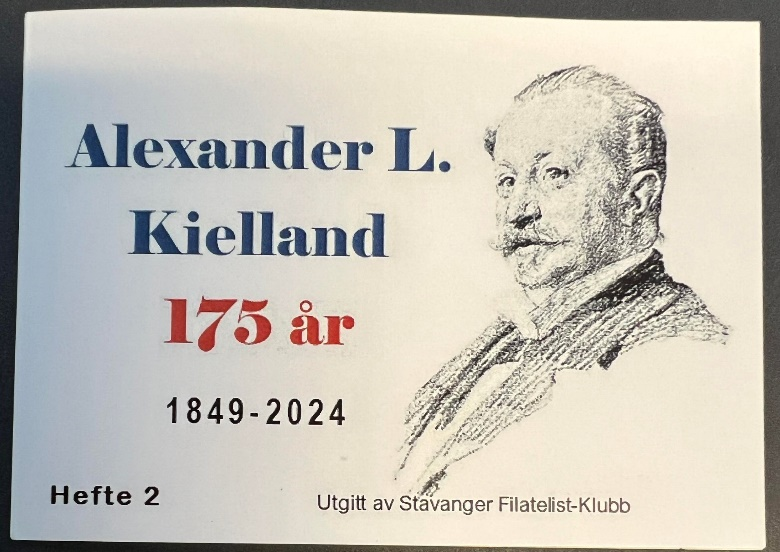 Alexander L.
Kielland
175 år
1849-2024
Hefte 2
Utgitt av Stavanger Filatelist-Klubb